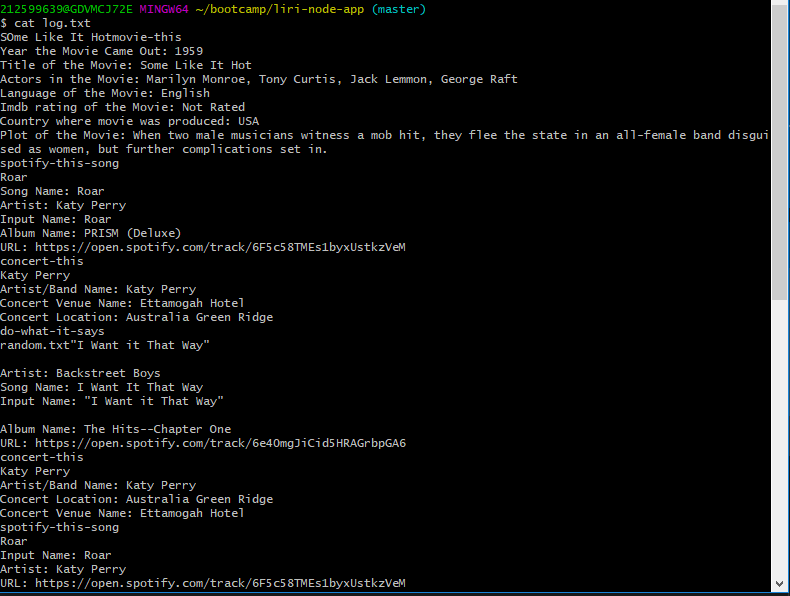 212599639@GDVMCJ72E MINGW64 ~/bootcamp/liri-node-app (master)
$ cat log.txt
SOme Like It Hotmovie-this
Year the Movie Came Out: 1959
Title of the Movie: Some Like It Hot
Actors in the Movie: Marilyn Monroe, Tony Curtis, Jack Lemmon, George Raft
Language of the Movie: English
Imdb rating of the Movie: Not Rated
Country where movie was produced: USA
Plot of the Movie: When two male musicians witness a mob hit, they flee the state in an all-female band disgui
sed as women, but further complications set in.
spotify-this-song
Roar
Song Name: Roar
Artist: Katy Perry
Input Name: Roar
Album Name: PRISM (Deluxe)
URL: https://open.spotify.com/track/6F5c58TMEs1byxUstkzVeM
concert-this
Katy Perry
Artist/Band Name: Katy Perry
Concert Venue Name: Ettamogah Hotel
Concert Location: Australia Green Ridge
do-what-it-says
random.txt"I Want it That Way"
Artist: Backstreet Boys
Song Name: I Want It That Way
Input Name: "I Want it That Way"
Album Name: The Hits--Chapter One
URL: https://open.spotify.com/track/6e4OmgJiCid5HRAGrbpGA6
concert-this
Katy Perry
Artist/Band Name: Katy Perry
Concert Location: Australia Green Ridge
Concert Venue Name: Ettamogah Hotel
spotify-this-song
Roar
Input Name: Roar
Artist: Katy Perry
URL: https://open.spotify.com/track/6F5c58TMEs1byxUstkzVeM